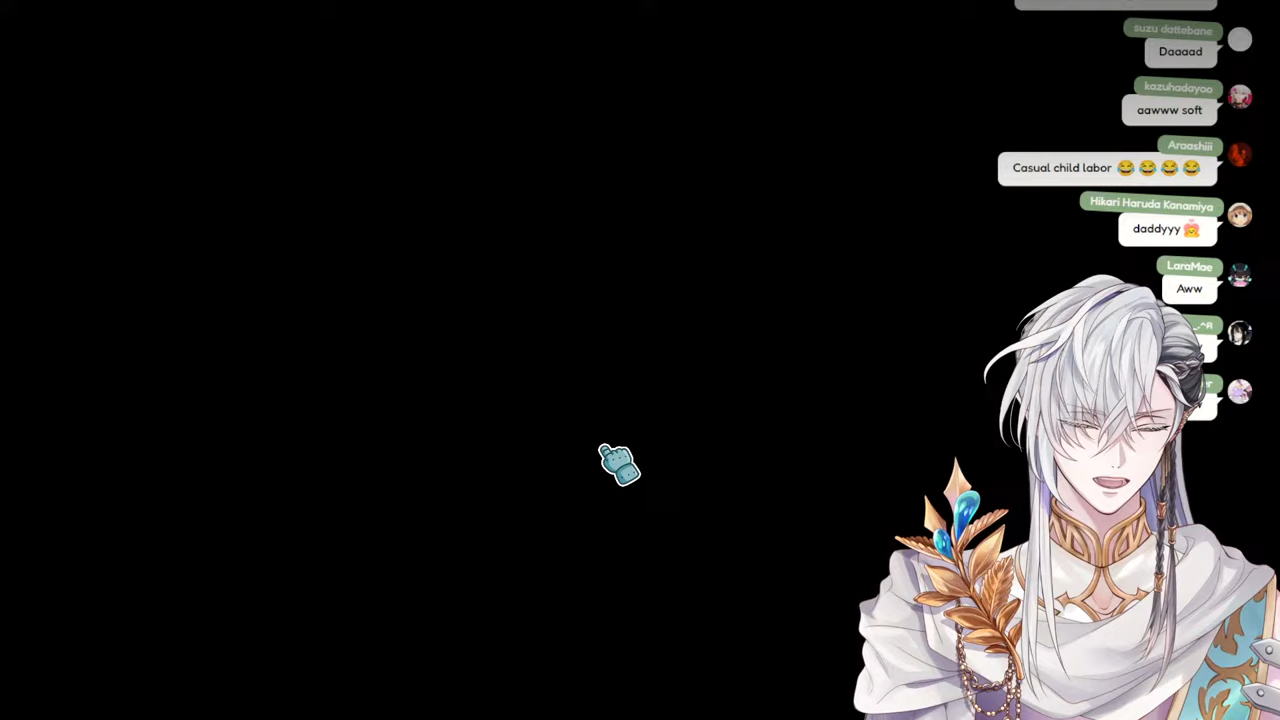 suzu dattebane
Daaaad
kazuhadayoo
aawww soft
Araashiii
Casual child labor 😂 😂 😂 😂
Hikari Haruda Kanamiya
daddyyy
LaraMae
Aww